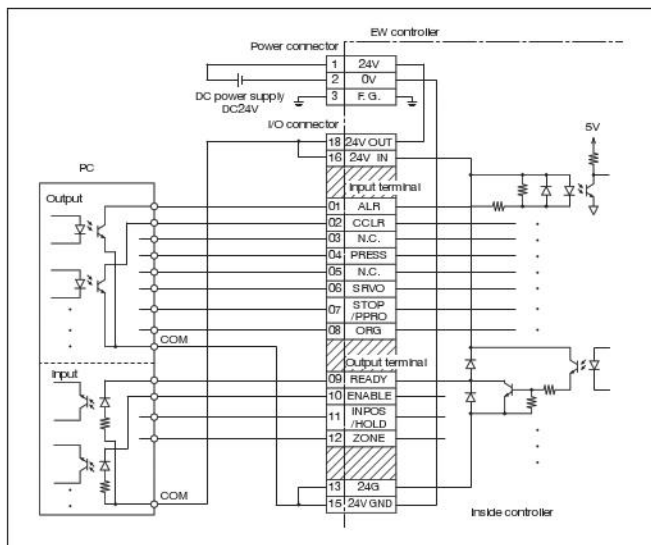 EW controller
Power connector
1 24V
2 0V
3 F.G.
DC power supply
DC24V
I/O connector
18 24V OUT
16 24V IN
5V
PC
Input terminal
Output
01 ALR
02 CCLR
03 N.C.
04 PRESS
05 N.C.
06 SRVO
07 STOP
/PPRO
08 ORG
COM
Output terminal
Input
09 READY
10 ENABLE
11 INPOS
/HOLD
12 ZONE
COM
13 24G
15 24V GND
Inside controller